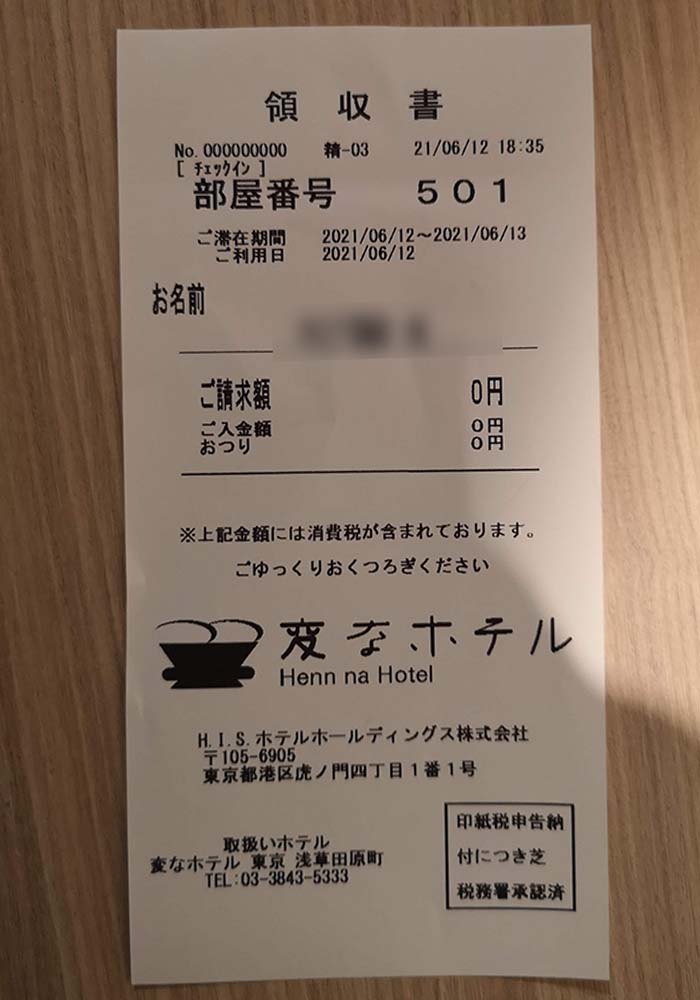 領収書
No.000000000 精-03 21/06/12 18:35
[ ﾁｪｯｸｲﾝ ]
部屋番号 501
ご滞在期間 2021/06/12～2021/06/13
ご利用日 2021/06/12
お名前
ご請求額 0円
ご入金額 0円
おつり 0円
※上記金額には消費税が含まれております。
ごゆっくりおくつろぎください
変なホテル
Henn na Hotel
H.I.S.ホテルホールディングス株式会社
〒105-6905
東京都港区虎ノ門四丁目1番1号
取扱いホテル
変なホテル 東京 浅草田原町
TEL:03-3843-5333
印紙税申告納
付につき芝
税務署承認済